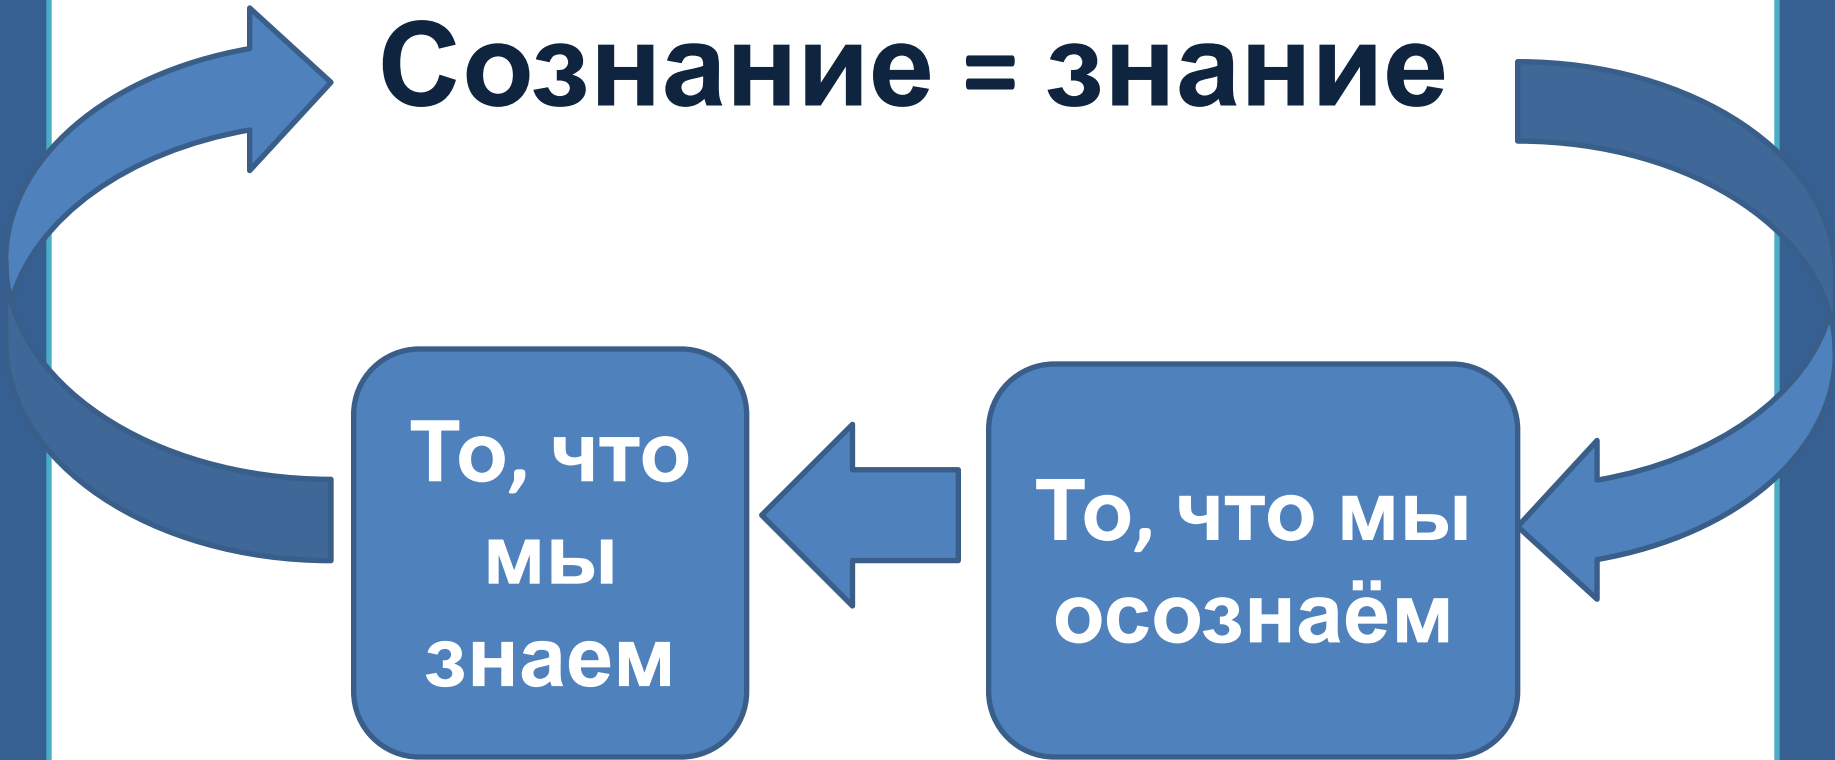 Сознание = знание
То, что
мы
знаем
То, что мы
осознаём